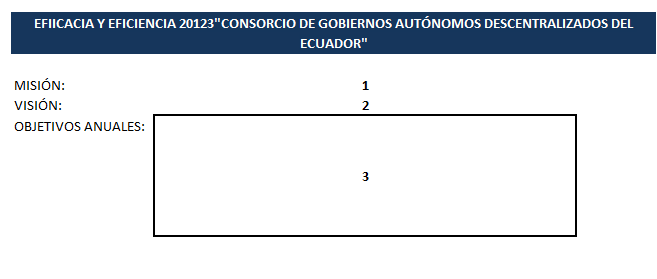 EFIICACIA Y EFICIENCIA 20123"CONSORCIO DE GOBIERNOS AUTÓNOMOS DESCENTRALIZADOS DEL
ECUADOR"
MISIÓN: 1
VISIÓN: 2
OBJETIVOS ANUALES:
3